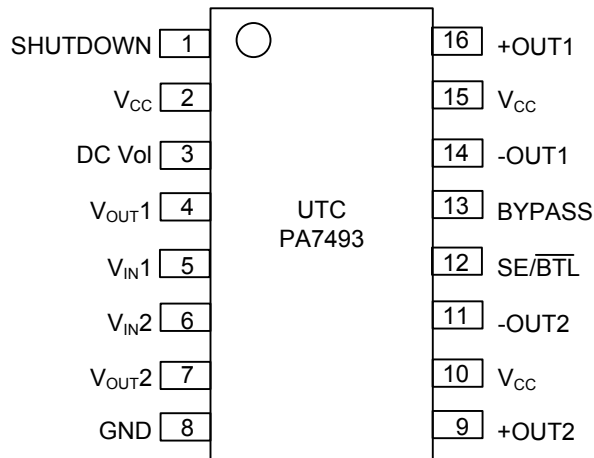 SHUTDOWN 1 16 +OUT1
VCC 2 15 VCC
DC Vol 3 14 -OUT1
VOUT1 4 13 BYPASS
UTC
PA7493
VIN1 5 12 SE/B̅T̅L̅
VIN2 6 11 -OUT2
VOUT2 7 10 VCC
GND 8 9 +OUT2